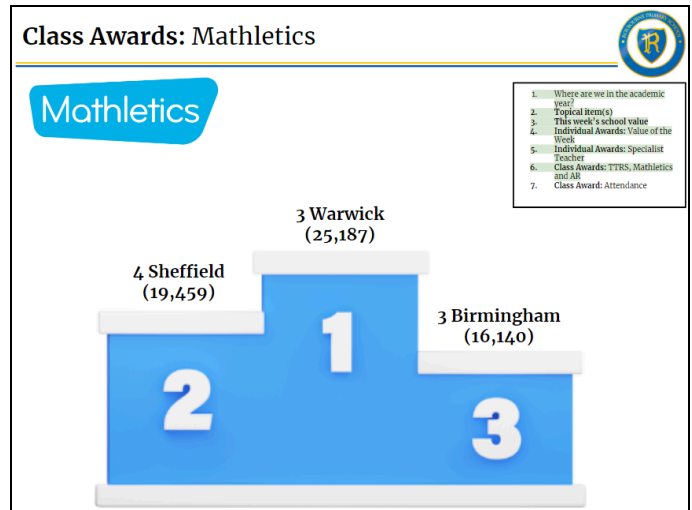 Class Awards: Mathletics
Mathletics
1. Where are we in the academic
year?
2. Topical item(s)
3. This week's school value
4. Individual Awards: Value of the
Week
5. Individual Awards: Specialist
Teacher
6. Class Awards: TTRS, Mathletics
and AR
7. Class Award: Attendance
3 Warwick
(25,187)
4 Sheffield
(19,459)
3 Birmingham
(16,140)
1
2
3